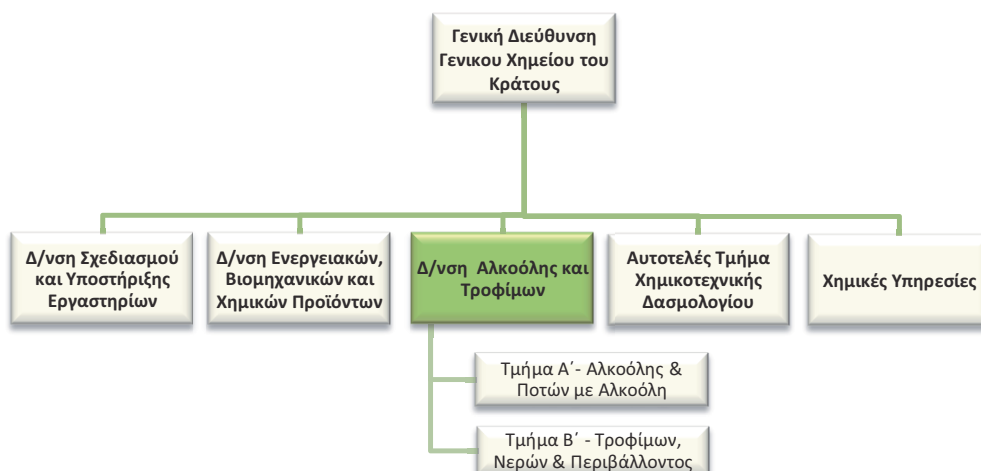 Γενική Διεύθυνση
Γενικου Χημείου του
Κράτους
Δ/νση Σχεδιασμού
και Υποστήριξης
Εργαστηρίων
Δ/νση Ενεργειακών,
Βιομηχανικών και
Χημικών Προϊόντων
Δ/νση Αλκοόλης και
Τροφίμων
Αυτοτελές Τμήμα
Χημικοτεχνικής
Δασμολογίου
Χημικές Υπηρεσίες
Τμήμα Α΄- Αλκοόλης &
Ποτών με Αλκοόλη
Τμήμα Β΄ - Τροφίμων,
Νερών & Περιβάλλοντος